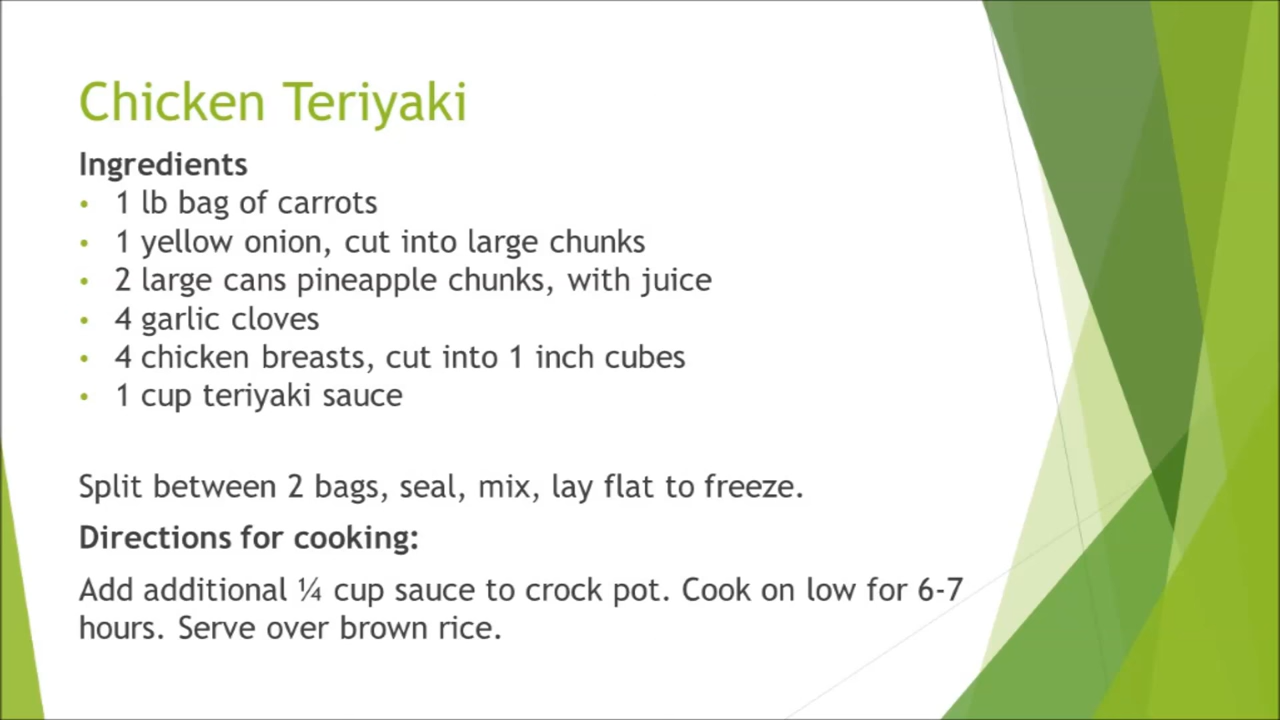 Chicken Teriyaki
Ingredients
• 1 lb bag of carrots
• 1 yellow onion, cut into large chunks
• 2 large cans pineapple chunks, with juice
• 4 garlic cloves
• 4 chicken breasts, cut into 1 inch cubes
• 1 cup teriyaki sauce
Split between 2 bags, seal, mix, lay flat to freeze.
Directions for cooking:
Add additional ¼ cup sauce to crock pot. Cook on low for 6-7
hours. Serve over brown rice.